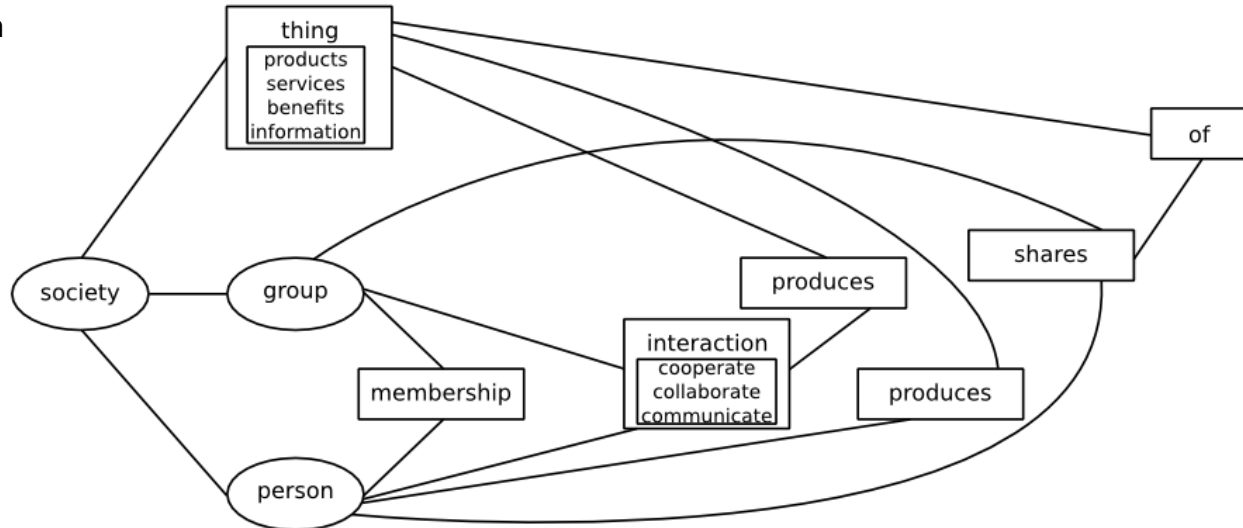 thing
products
services
benefits
information
of
shares
society
group
produces
interaction
cooperate
collaborate
communicate
membership
produces
person